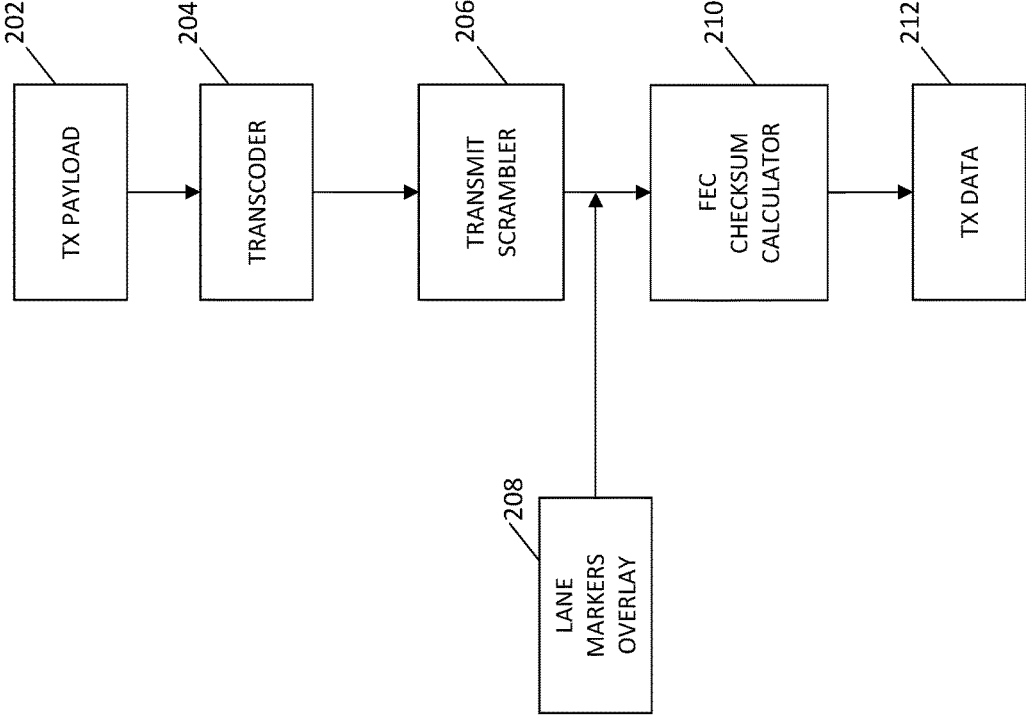 202
TX PAYLOAD
204
TRANSCODER
206
TRANSMIT
SCRAMBLER
208
LANE
MARKERS
OVERLAY
210
FEC
CHECKSUM
CALCULATOR
212
TX DATA